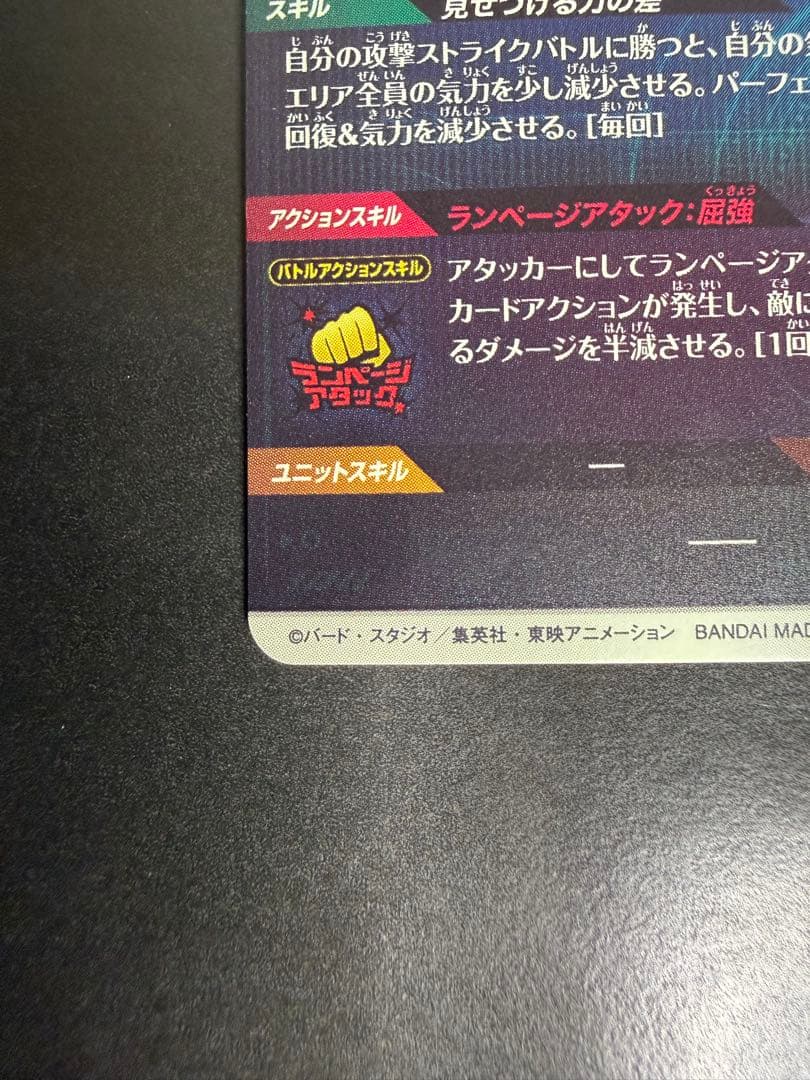 スキル
見せつける力の差
自分の攻撃ストライクバトルに勝つと、自分の
エリア全員の気力を少し減少させる。パーフェ
回復&気力を減少させる。[毎回]
アクションスキル
ランページアタック:屈強
バトルアクションスキル
アタッカーにしてランページア
カードアクションが発生し、敵に
るダメージを半減させる。[1回
ランページ
アタック
ユニットスキル
—
—
©バード・スタジオ/集英社・東映アニメーション BANDAI MAD